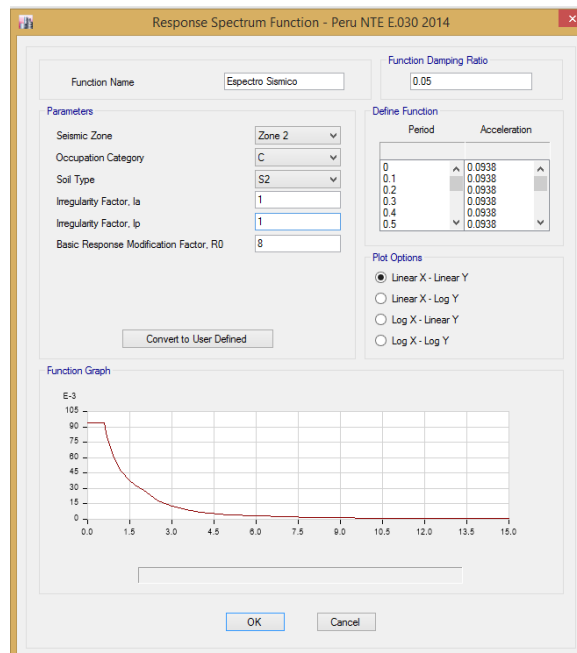 Response Spectrum Function - Peru NTE E.030 2014
Function Name
Espectro Sismico
Function Damping Ratio
0.05
Parameters
Seismic Zone
Zone 2
Occupation Category
C
Soil Type
S2
Irregularity Factor, Ia
1
Irregularity Factor, Ip
1
Basic Response Modification Factor, R0
8
Convert to User Defined
Define Function
Period Acceleration
0 0.0938
0.1 0.0938
0.2 0.0938
0.3 0.0938
0.4 0.0938
0.5 0.0938
Plot Options
Linear X - Linear Y
Linear X - Log Y
Log X - Linear Y
Log X - Log Y
Function Graph
E-3
105
90
75
60
45
30
15
0
0.0 1.5 3.0 4.5 6.0 7.5 9.0 10.5 12.0 13.5 15.0
OK Cancel